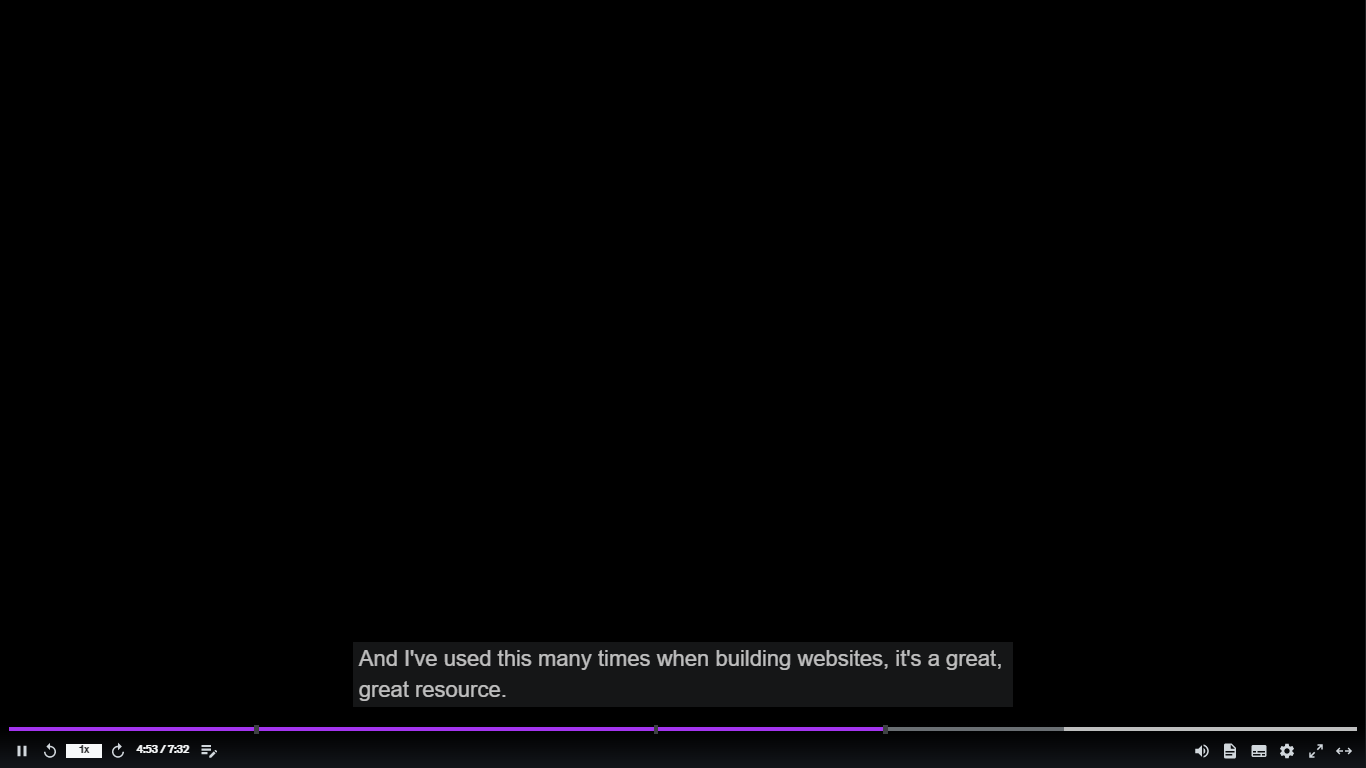 And I've used this many times when building websites, it's a great,
great resource.
1x 4:53 / 7:32